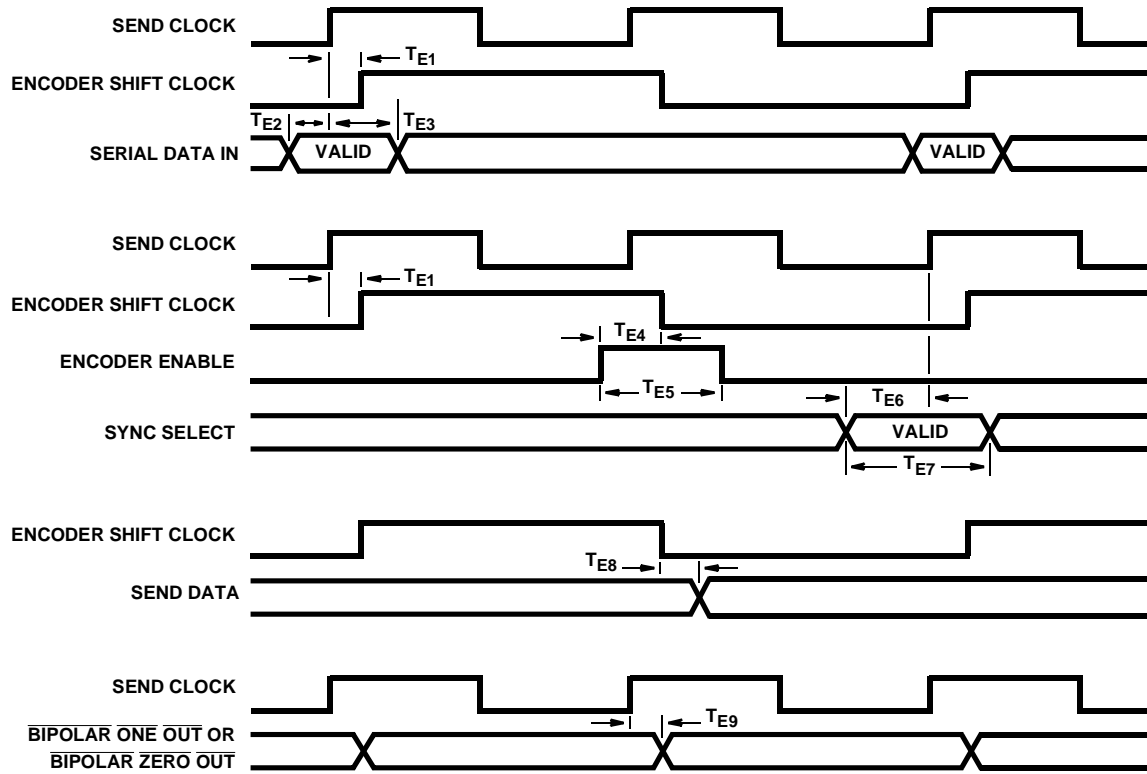 SEND CLOCK
TE1
ENCODER SHIFT CLOCK
TE2
TE3
SERIAL DATA IN
VALID
VALID
SEND CLOCK
TE1
ENCODER SHIFT CLOCK
TE4
ENCODER ENABLE
TE5
TE6
SYNC SELECT
VALID
TE7
ENCODER SHIFT CLOCK
TE8
SEND DATA
SEND CLOCK
TE9
BIPOLAR ONE OUT OR
BIPOLAR ZERO OUT